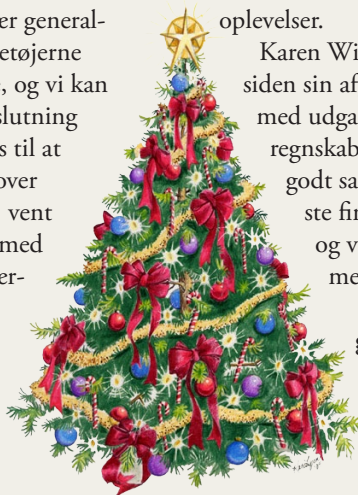 er general-
etøjerne
, og vi kan
slutning
s til at
over
vent
med
er-
oplevelser.
Karen Wi
siden sin af
med udga
regnskab
godt sa
ste fin
og v
me
g